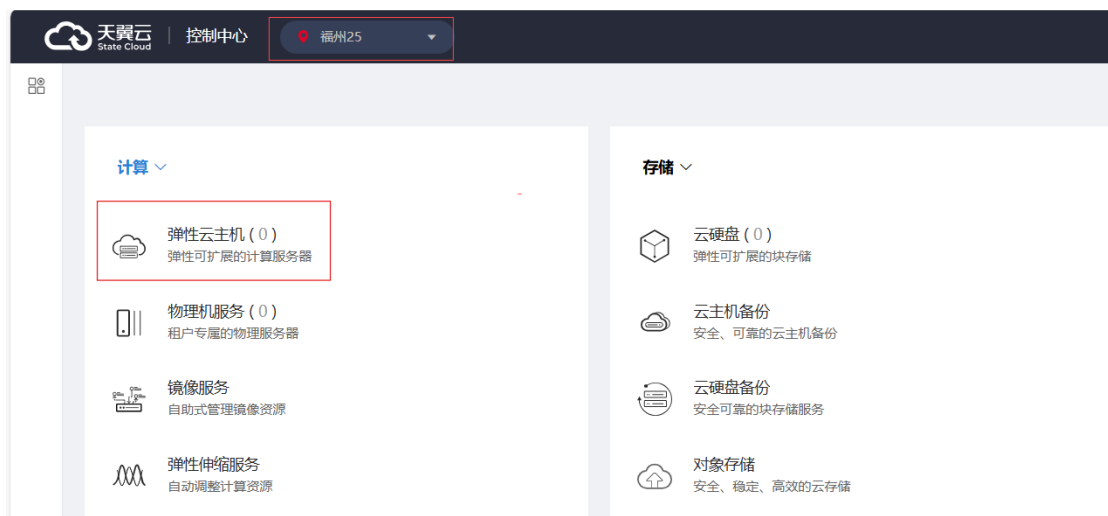 天翼云
State Cloud
控制中心
福州25
计算
弹性云主机 ( 0 )
弹性可扩展的计算服务器
物理机服务 ( 0 )
租户专属的物理服务器
镜像服务
自助式管理镜像资源
弹性伸缩服务
自动调整计算资源
存储
云硬盘 ( 0 )
弹性可扩展的块存储
云主机备份
安全、可靠的云主机备份
云硬盘备份
安全可靠的块存储服务
对象存储
安全、稳定、高效的云存储